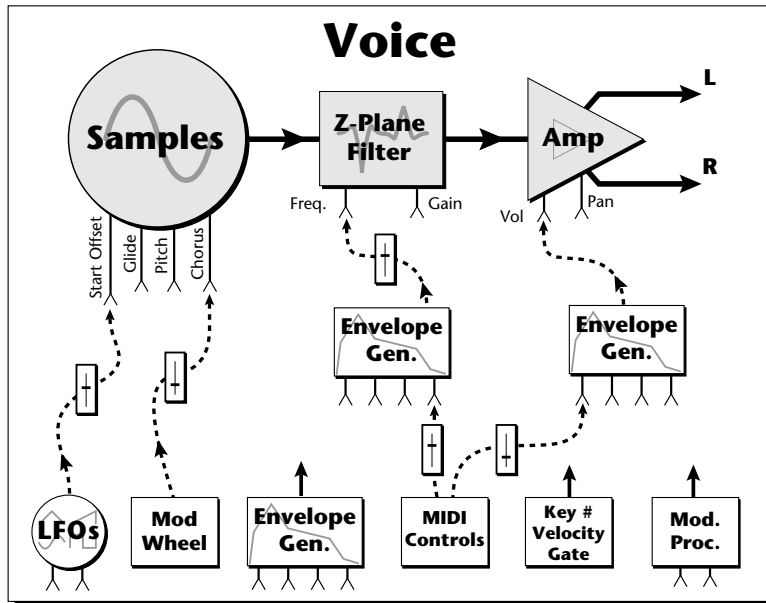 Voice
L
Samples
Z-Plane
Filter
Amp
R
Freq.
Gain
Vol
Pan
Start Offset
Glide
Pitch
Chorus
Envelope
Gen.
Envelope
Gen.
LFOs
Mod
Wheel
Envelope
Gen.
MIDI
Controls
Key #
Velocity
Gate
Mod.
Proc.